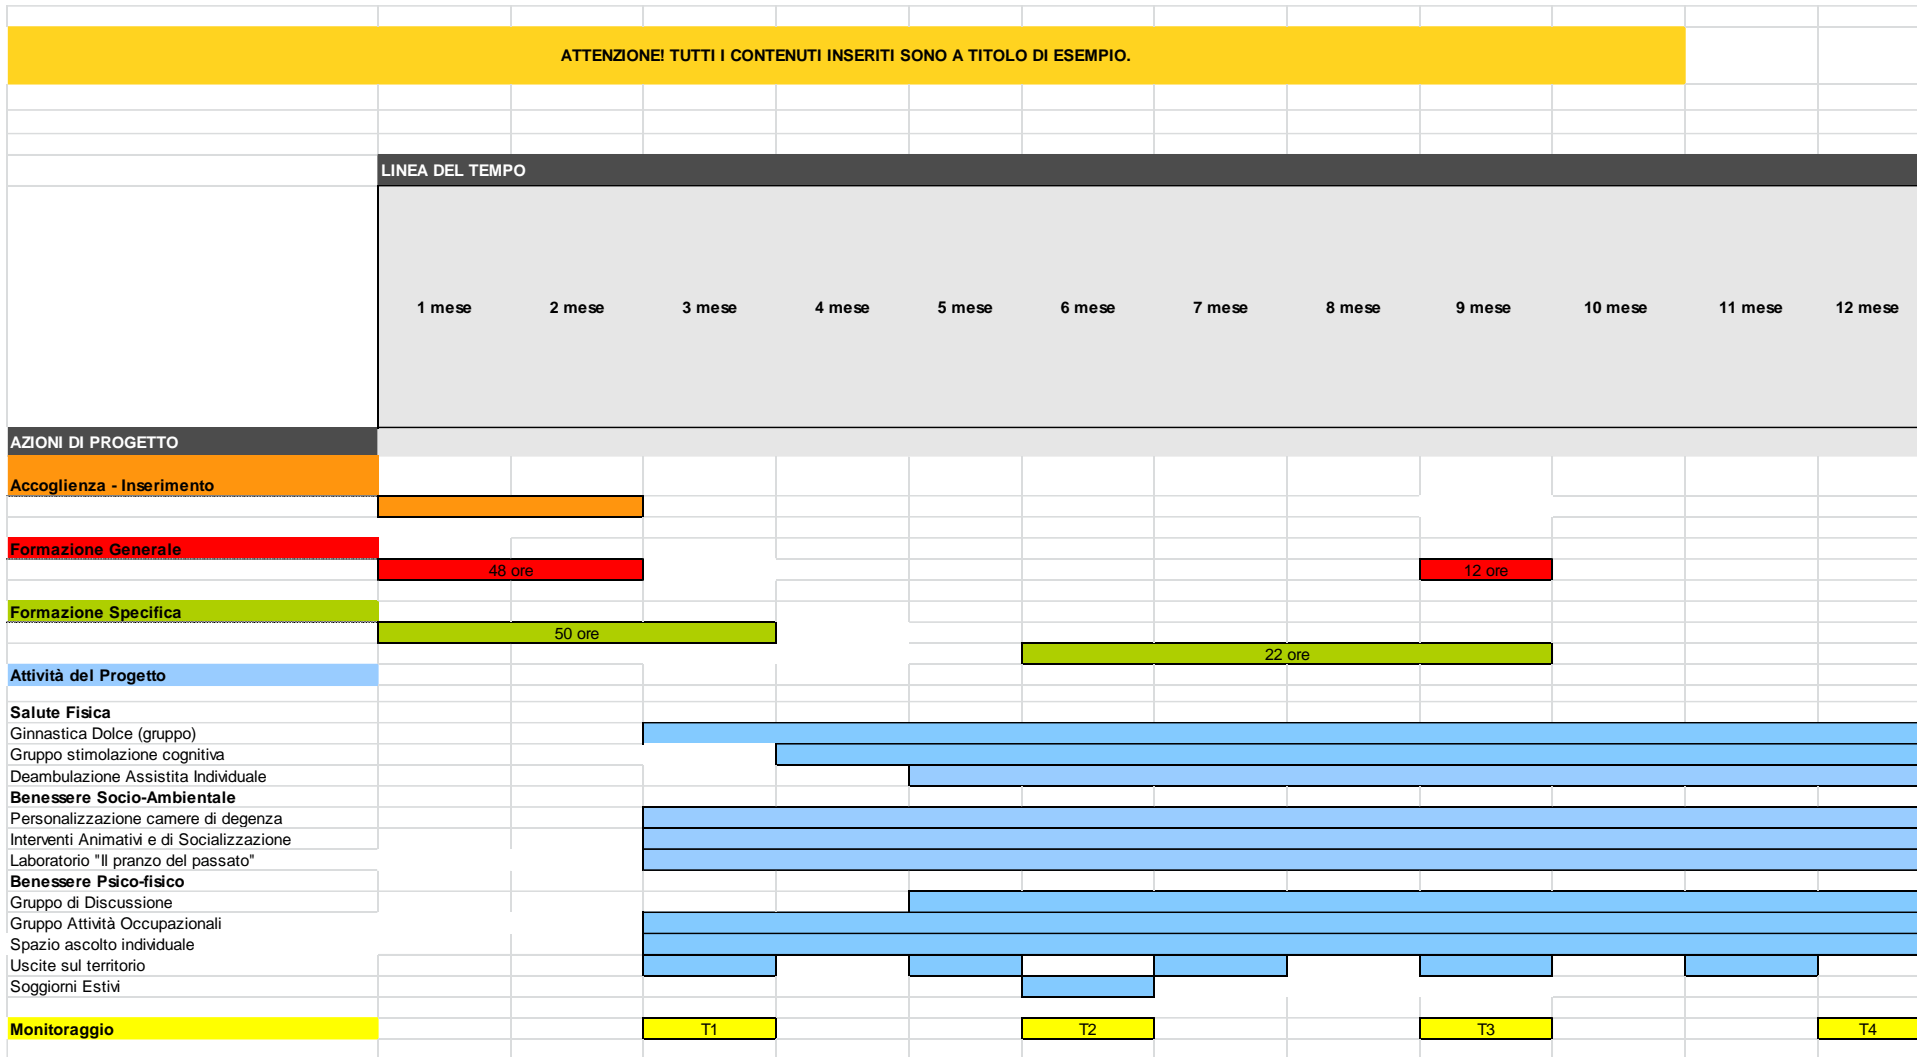 ATTENZIONE! TUTTI I CONTENUTI INSERITI SONO A TITOLO DI ESEMPIO.
LINEA DEL TEMPO
1 mese 2 mese 3 mese 4 mese 5 mese 6 mese 7 mese 8 mese 9 mese 10 mese 11 mese 12 mese
AZIONI DI PROGETTO
Accoglienza - Inserimento
Formazione Generale
48 ore 12 ore
Formazione Specifica
50 ore
22 ore
Attività del Progetto
Salute Fisica
Ginnastica Dolce (gruppo)
Gruppo stimolazione cognitiva
Deambulazione Assistita Individuale
Benessere Socio-Ambientale
Personalizzazione camere di degenza
Interventi Animativi e di Socializzazione
Laboratorio "Il pranzo del passato"
Benessere Psico-fisico
Gruppo di Discussione
Gruppo Attività Occupazionali
Spazio ascolto individuale
Uscite sul territorio
Soggiorni Estivi
Monitoraggio T1 T2 T3 T4